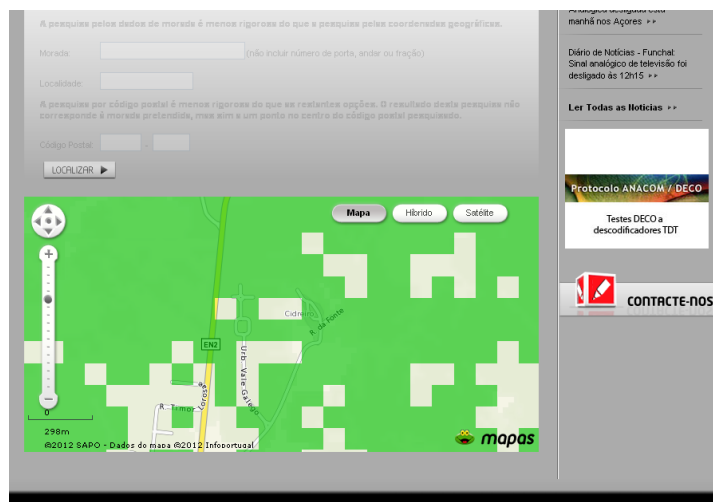 A pesquisa pelos dados de morada é menos rigorosa do que a pesquisa pelas coordenadas geográficas.
Morada:
(não incluir número de porta, andar ou fração)
Localidade:
A pesquisa por código postal é menos rigorosa do que as restantes opções. O resultado desta pesquisa não
corresponde à morada pretendida, mas sim a um ponto no centro do código postal pesquisado.
Código Postal:
-
LOCALIZAR
Mapa
Híbrido
Satélite
Cidreira
R. da Fonte
EN2
Urb. Vale Galego
R. Timor Lorosae
0
298m
©2012 SAPO - Dados do mapa ©2012 Infoportugal
mapas
manhã nos Açores
Diário de Notícias - Funchal:
Sinal analógico de televisão foi
desligado às 12h15
Ler Todas as Noticias
Protocolo ANACOM / DECO
Testes DECO a
descodificadores TDT
CONTACTE-NOS